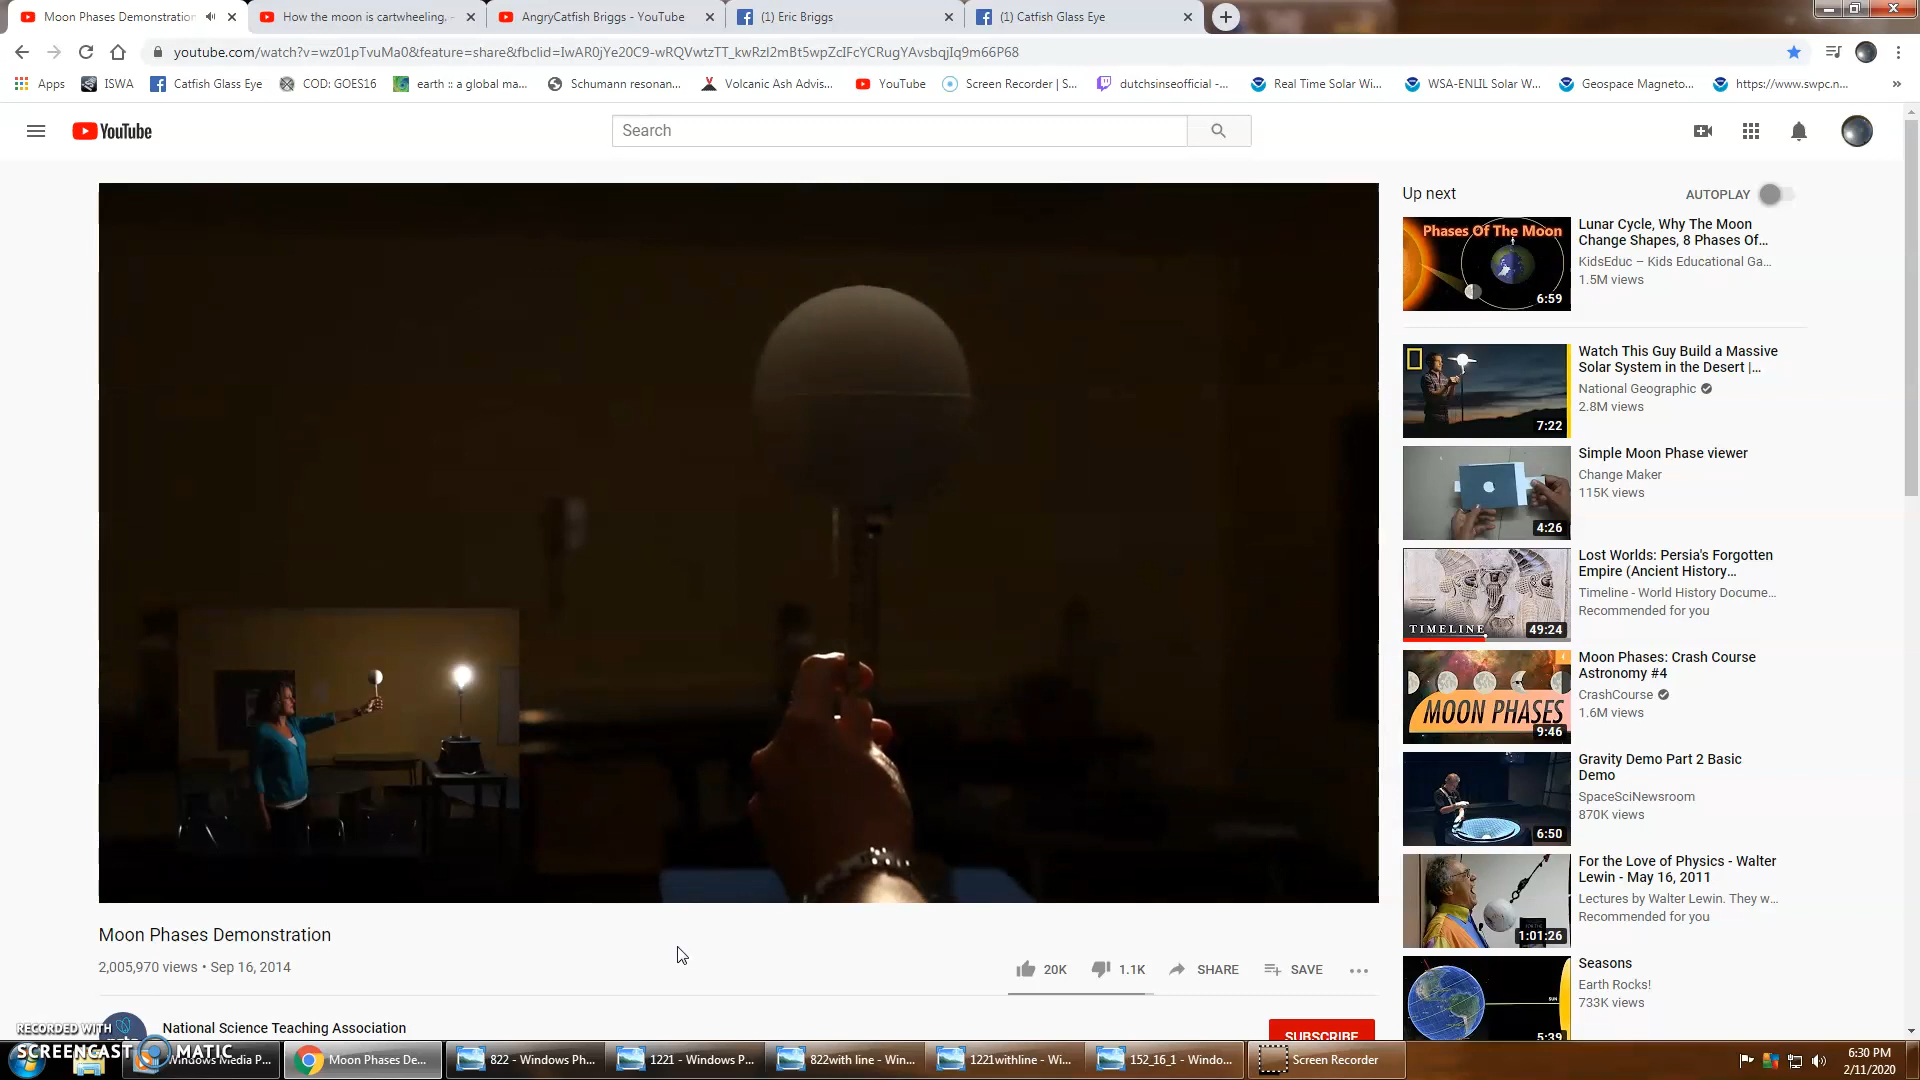 Moon Phases Demonstration
How the moon is cartwheeling. -
AngryCatfish Briggs - YouTube
(1) Eric Briggs
(1) Catfish Glass Eye
youtube.com/watch?v=wz01pTvuMa0&feature=share&fbclid=IwAR0jYe20C9-wRQVwtzTT_kwRzl2mBt5wpZcIFcYCRugYAvsbqjJq9m66P68
Apps
ISWA
Catfish Glass Eye
COD: GOES16
earth :: a global ma...
Schumann resonan...
Volcanic Ash Advis...
YouTube
Screen Recorder | S...
dutchsinseofficial -...
Real Time Solar Wi...
WSA-ENLIL Solar W...
Geospace Magneto...
https://www.swpc.n...
YouTube
Search
Up next
AUTOPLAY
Phases Of The Moon
6:59
Lunar Cycle, Why The Moon
Change Shapes, 8 Phases Of...
KidsEduc – Kids Educational Ga...
1.5M views
7:22
Watch This Guy Build a Massive
Solar System in the Desert |...
National Geographic
2.8M views
4:26
Simple Moon Phase viewer
Change Maker
115K views
TIMELINE
49:24
Lost Worlds: Persia's Forgotten
Empire (Ancient History...
Timeline - World History Docume...
Recommended for you
MOON PHASES
9:46
Moon Phases: Crash Course
Astronomy #4
CrashCourse
1.6M views
6:50
Gravity Demo Part 2 Basic
Demo
SpaceSciNewsroom
870K views
1:01:26
For the Love of Physics - Walter
Lewin - May 16, 2011
Lectures by Walter Lewin. They w...
Recommended for you
SUN
5:39
Seasons
Earth Rocks!
733K views
Moon Phases Demonstration
2,005,970 views • Sep 16, 2014
20K
1.1K
SHARE
SAVE
National Science Teaching Association
SUBSCRIBE
RECORDED WITH
SCREENCAST MATIC
Windows Media P...
Moon Phases De...
822 - Windows Ph...
1221 - Windows P...
822with line - Win...
1221withline - Wi...
152_16_1 - Windo...
Screen Recorder
6:30 PM
2/11/2020